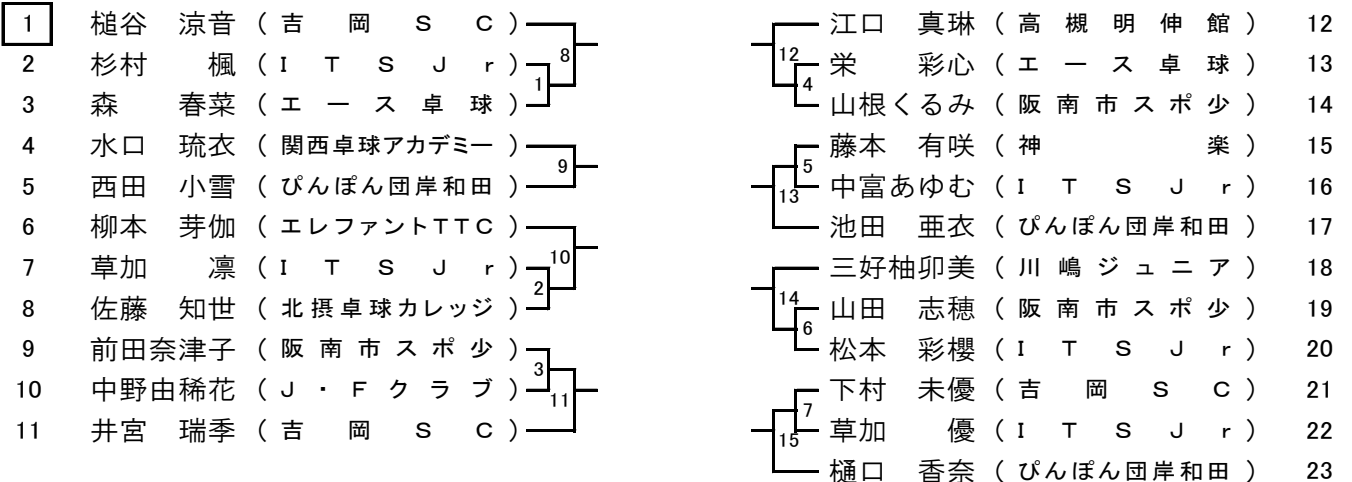 1 槌谷 涼音 ( 吉 岡 S C ) 8
2 杉村 楓 ( I T S J r ) 1
3 森 春菜 ( エ ー ス 卓 球 )
4 水口 琉衣 ( 関西卓球アカデミー ) 9
5 西田 小雪 ( ぴんぽん団岸和田 )
6 柳本 芽伽 ( エレファントTTC )
7 草加 凛 ( I T S J r ) 10
8 佐藤 知世 ( 北摂卓球カレッジ ) 2
9 前田奈津子 ( 阪 南 市 ス ポ 少 ) 3
10 中野由稀花 ( J ・ F ク ラ ブ ) 11
11 井宮 瑞季 ( 吉 岡 S C )
江口 真琳 ( 高 槻 明 伸 館 ) 12
12 栄 彩心 ( エ ー ス 卓 球 ) 13
4 山根くるみ ( 阪 南 市 ス ポ 少 ) 14
藤本 有咲 ( 神 楽 ) 15
5 13 中富あゆむ ( I T S J r ) 16
池田 亜衣 ( ぴんぽん団岸和田 ) 17
三好柚卯美 ( 川 嶋 ジ ュ ニ ア ) 18
14 山田 志穂 ( 阪 南 市 ス ポ 少 ) 19
6 松本 彩櫻 ( I T S J r ) 20
下村 未優 ( 吉 岡 S C ) 21
7 15 草加 優 ( I T S J r ) 22
樋口 香奈 ( ぴんぽん団岸和田 ) 23